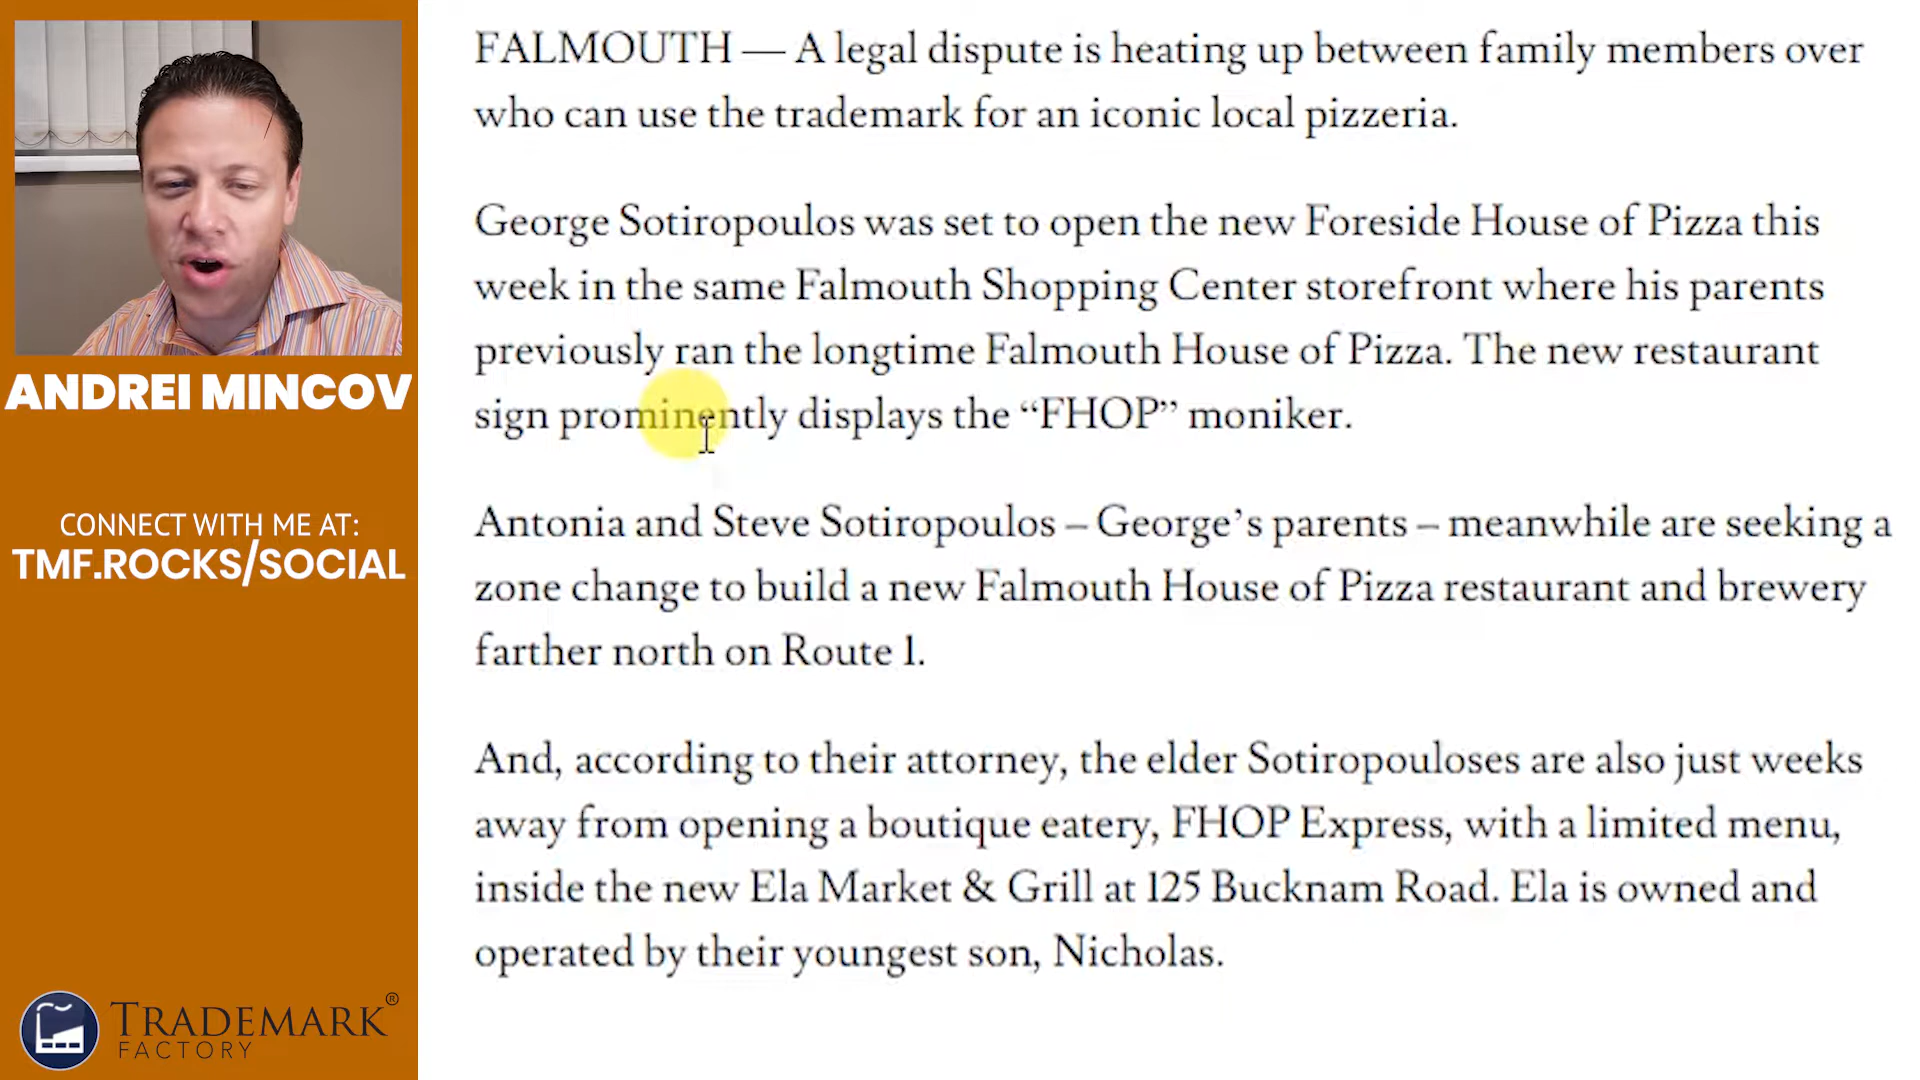 ANDREI MINCOV
CONNECT WITH ME AT:
TMF.ROCKS/SOCIAL
TRADEMARK®
FACTORY
FALMOUTH — A legal dispute is heating up between family members over
who can use the trademark for an iconic local pizzeria.
George Sotiropoulos was set to open the new Foreside House of Pizza this
week in the same Falmouth Shopping Center storefront where his parents
previously ran the longtime Falmouth House of Pizza. The new restaurant
sign prominently displays the “FHOP” moniker.
Antonia and Steve Sotiropoulos – George’s parents – meanwhile are seeking a
zone change to build a new Falmouth House of Pizza restaurant and brewery
farther north on Route 1.
And, according to their attorney, the elder Sotiropouloses are also just weeks
away from opening a boutique eatery, FHOP Express, with a limited menu,
inside the new Ela Market & Grill at 125 Bucknam Road. Ela is owned and
operated by their youngest son, Nicholas.